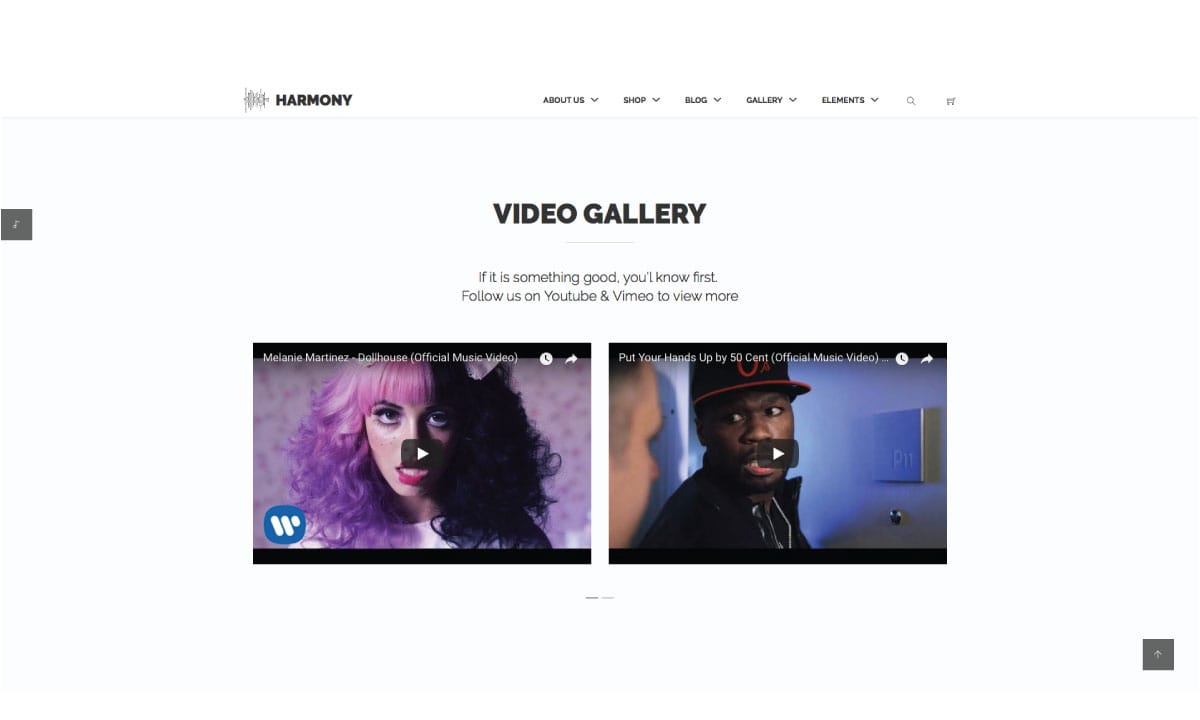 HARMONY
ABOUT US
SHOP
BLOG
GALLERY
ELEMENTS
VIDEO GALLERY
If it is something good, you'l know first.
Follow us on Youtube & Vimeo to view more
Melanie Martinez - Dollhouse (Official Music Video)
Put Your Hands Up by 50 Cent (Official Music Video) ...
P11